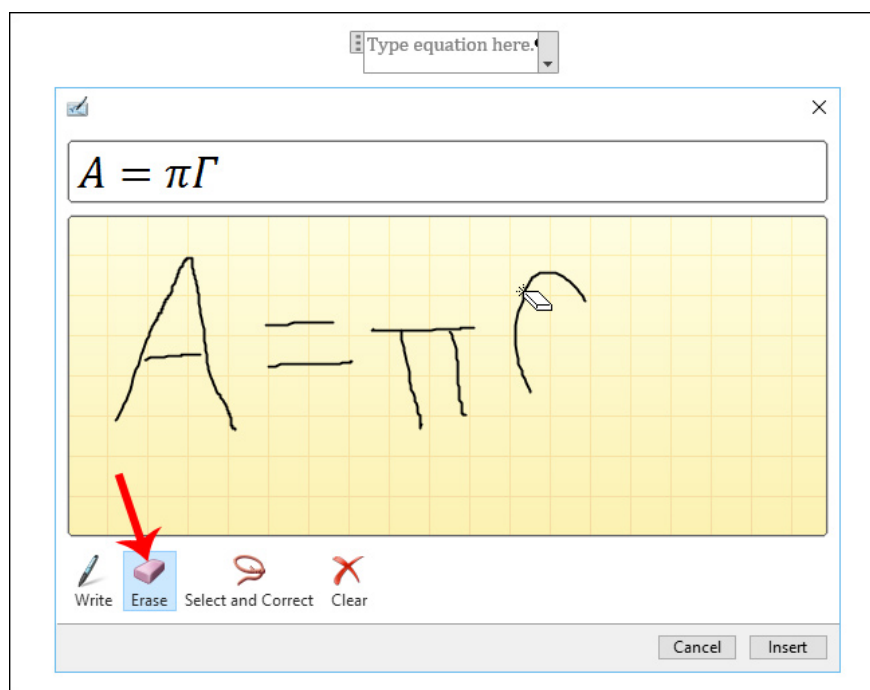 Type equation here.
A = πΓ
A = π r
Write Erase Select and Correct Clear
Cancel Insert